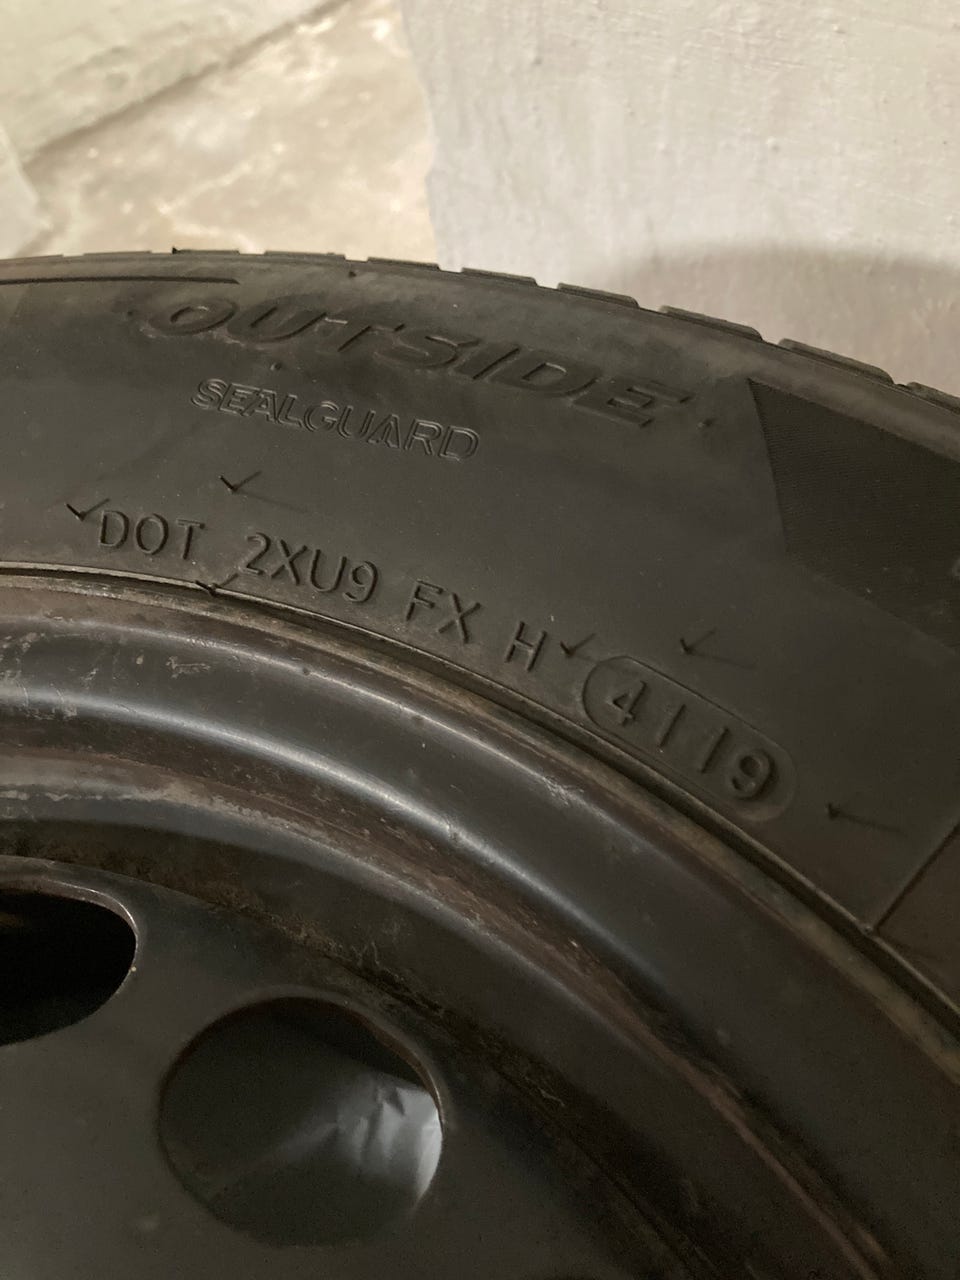 OUTSIDE
SEALGUARD
DOT 2XU9 FX H 4119